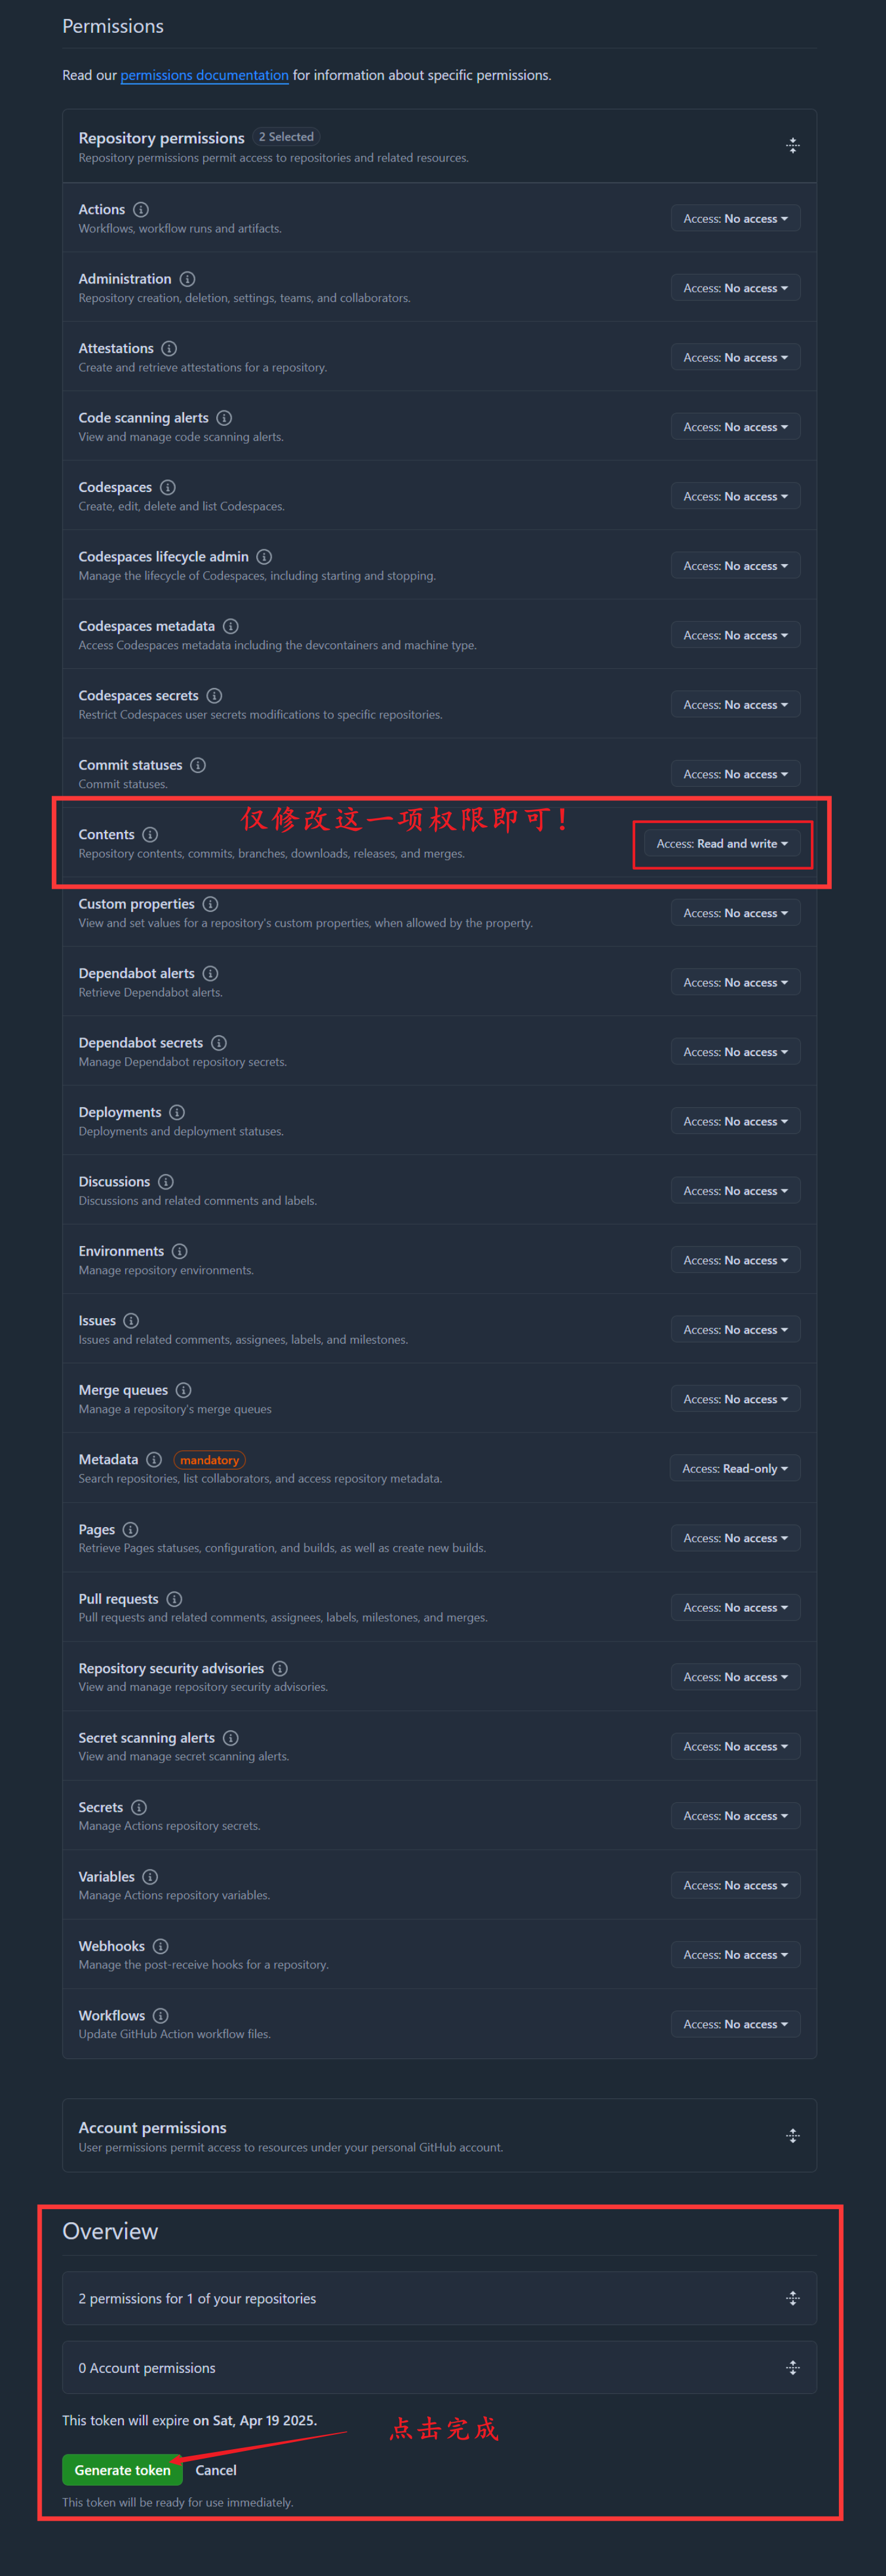 Permissions
Read our permissions documentation for information about specific permissions.
Repository permissions 2 Selected
Repository permissions permit access to repositories and related resources.
Actions
Workflows, workflow runs and artifacts.
Access: No access
Administration
Repository creation, deletion, settings, teams, and collaborators.
Access: No access
Attestations
Create and retrieve attestations for a repository.
Access: No access
Code scanning alerts
View and manage code scanning alerts.
Access: No access
Codespaces
Create, edit, delete and list Codespaces.
Access: No access
Codespaces lifecycle admin
Manage the lifecycle of Codespaces, including starting and stopping.
Access: No access
Codespaces metadata
Access Codespaces metadata including the devcontainers and machine type.
Access: No access
Codespaces secrets
Restrict Codespaces user secrets modifications to specific repositories.
Access: No access
Commit statuses
Commit statuses.
Access: No access
仅修改这一项权限即可！
Contents
Repository contents, commits, branches, downloads, releases, and merges.
Access: Read and write
Custom properties
View and set values for a repository's custom properties, when allowed by the property.
Access: No access
Dependabot alerts
Retrieve Dependabot alerts.
Access: No access
Dependabot secrets
Manage Dependabot repository secrets.
Access: No access
Deployments
Deployments and deployment statuses.
Access: No access
Discussions
Discussions and related comments and labels.
Access: No access
Environments
Manage repository environments.
Access: No access
Issues
Issues and related comments, assignees, labels, and milestones.
Access: No access
Merge queues
Manage a repository's merge queues
Access: No access
Metadata mandatory
Search repositories, list collaborators, and access repository metadata.
Access: Read-only
Pages
Retrieve Pages statuses, configuration, and builds, as well as create new builds.
Access: No access
Pull requests
Pull requests and related comments, assignees, labels, milestones, and merges.
Access: No access
Repository security advisories
View and manage repository security advisories.
Access: No access
Secret scanning alerts
View and manage secret scanning alerts.
Access: No access
Secrets
Manage Actions repository secrets.
Access: No access
Variables
Manage Actions repository variables.
Access: No access
Webhooks
Manage the post-receive hooks for a repository.
Access: No access
Workflows
Update GitHub Action workflow files.
Access: No access
Account permissions
User permissions permit access to resources under your personal GitHub account.
Overview
2 permissions for 1 of your repositories
0 Account permissions
This token will expire on Sat, Apr 19 2025.
点击完成
Generate token Cancel
This token will be ready for use immediately.